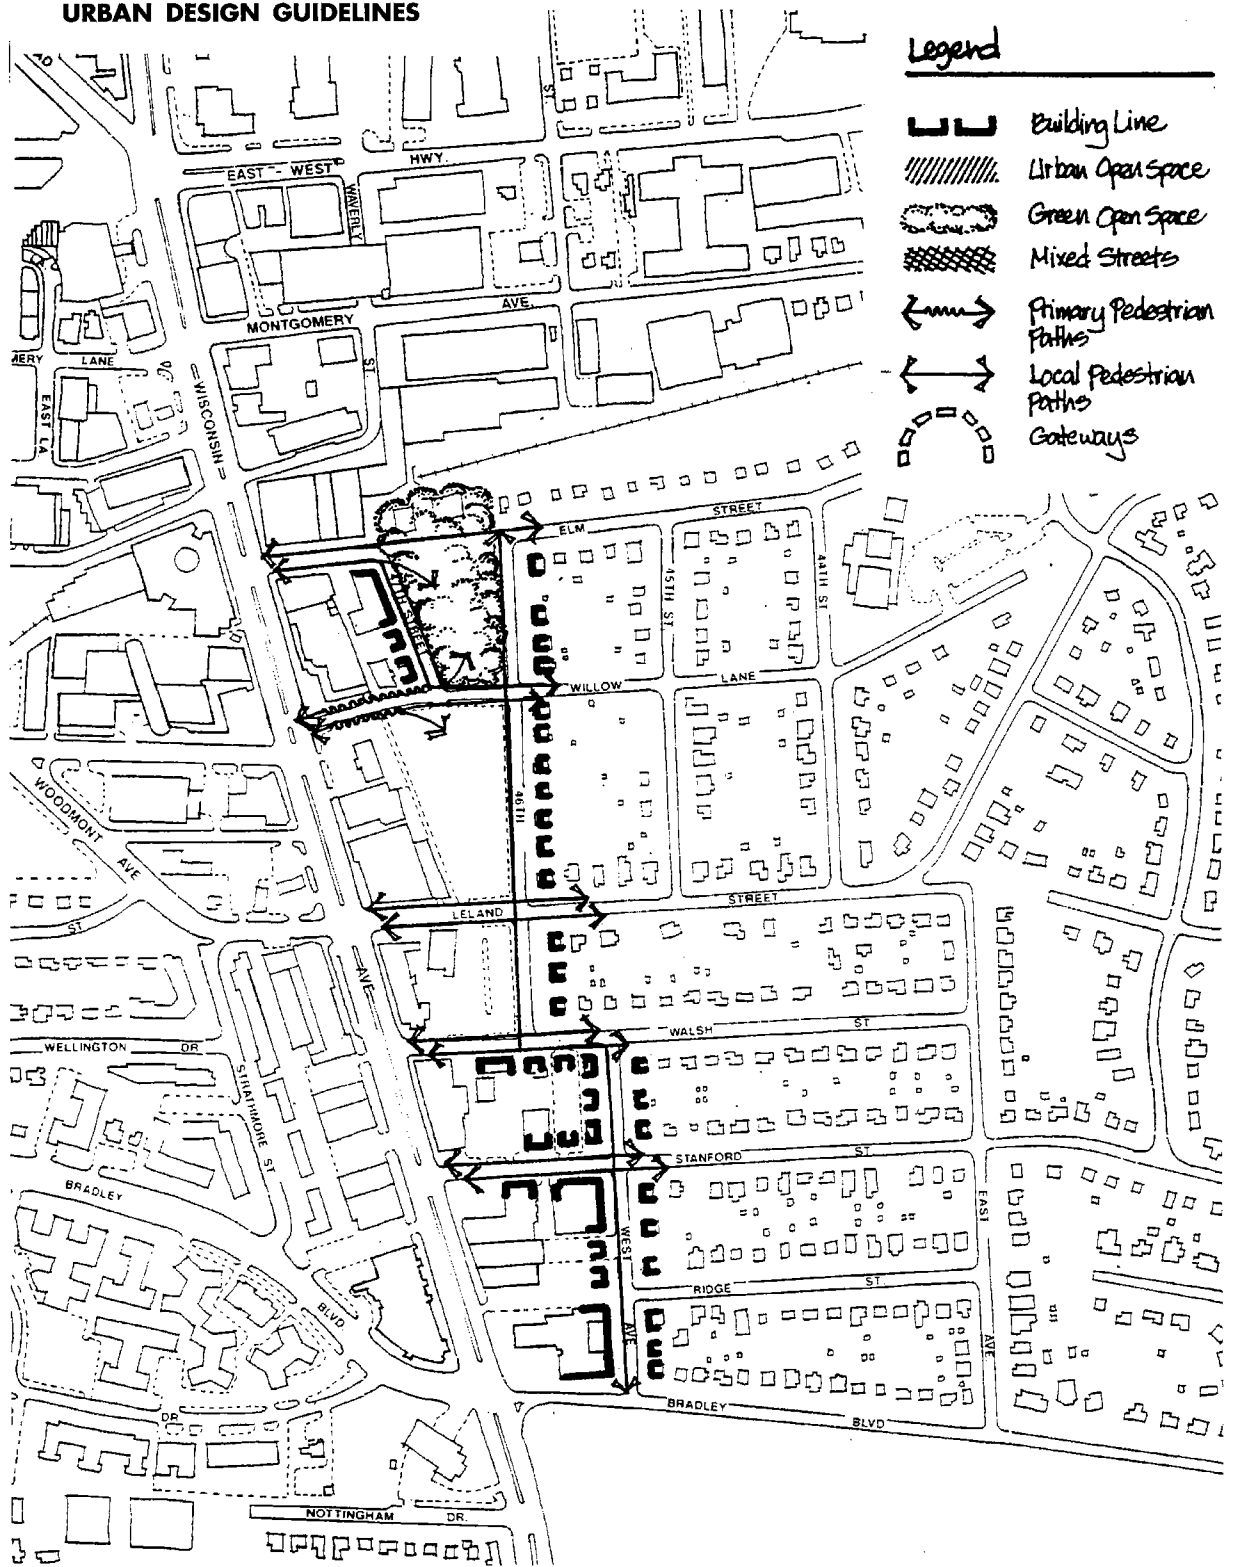 URBAN DESIGN GUIDELINES
Legend
Building Line
Urban Open Space
Green Open Space
Mixed Streets
Primary Pedestrian
Paths
Local Pedestrian
Paths
Gateways
ST.
HWY.
EAST - WEST
WAVERLY
AVE.
MONTGOMERY
ST.
LANE
EAST LA
WISCONSIN
ELM
STREET
47TH STREET
45TH ST.
44TH ST
WILLOW
LANE
46TH
WOODMONT
AVE
ST
LELAND
STREET
AVE
WALSH
ST
WELLINGTON
DR
STRATHMORE ST
STANFORD
ST
BRADLEY
BLVD
WEST
AVE
EAST
AVE
RIDGE
ST.
BRADLEY
BLVD
DR
NOTTINGHAM
DR.